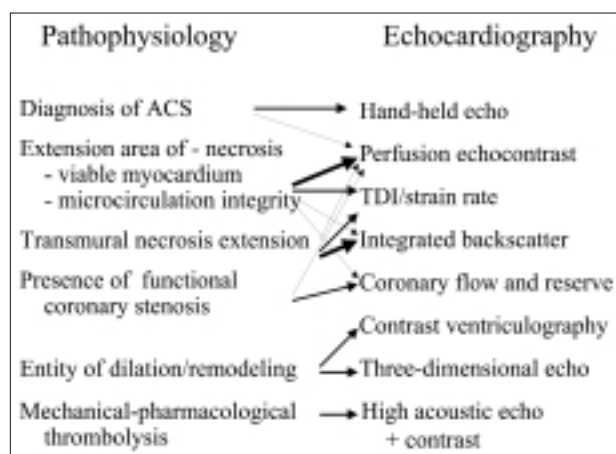 Pathophysiology
Diagnosis of ACS
Extension area of - necrosis
- viable myocardium
- microcirculation integrity
Transmural necrosis extension
Presence of functional
coronary stenosis
Entity of dilation/remodeling
Mechanical-pharmacological
thrombolysis
Echocardiography
Hand-held echo
Perfusion echocontrast
TDI/strain rate
Integrated backscatter
Coronary flow and reserve
Contrast ventriculography
Three-dimensional echo
High acoustic echo
+ contrast